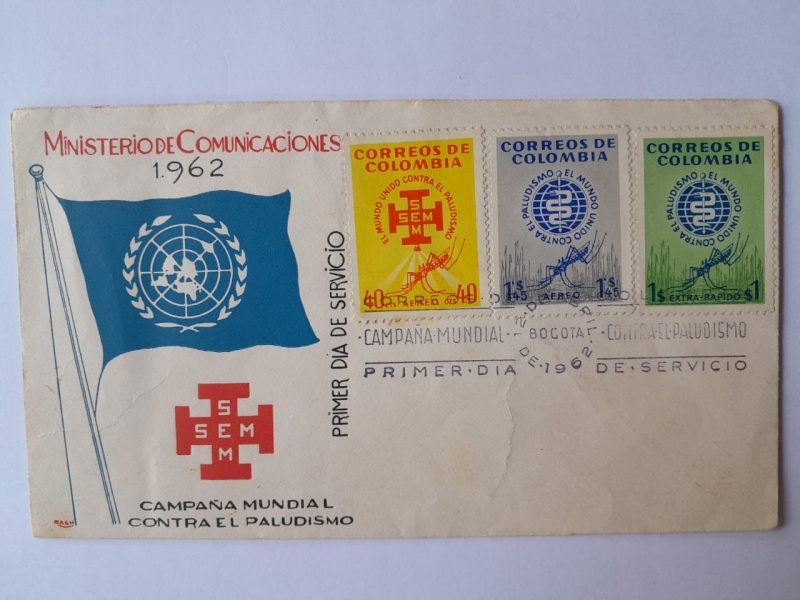 MINISTERIO DE COMUNICACIONES
1.962
PRIMER DÍA DE SERVICIO
S
E
SEM
M
CAMPAÑA MUNDIAL
CONTRA EL PALUDISMO
CORREOS DE
COLOMBIA
EL MUNDO UNIDO CONTRA EL PALUDISMO
S
SEM
M
40 40
AEREO
CORREOS DE
COLOMBIA
EL MUNDO UNIDO CONTRA EL PALUDISMO
1$45 AEREO 1$45
CORREOS DE
COLOMBIA
EL MUNDO UNIDO CONTRA EL PALUDISMO
1$ EXTRA-RAPIDO $1
CAMPAÑA·MUNDIAL · BOGOTA · CONTRA·EL·PALUDISMO
DE·1962
PRIMER·DIA DE·SERVICIO